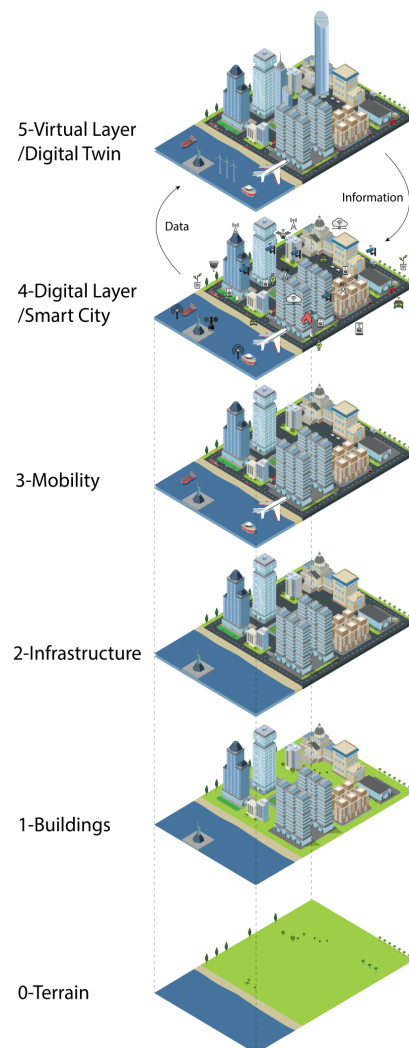 5-Virtual Layer
/Digital Twin
Information
Data
4-Digital Layer
/Smart City
3-Mobility
2-Infrastructure
1-Buildings
0-Terrain